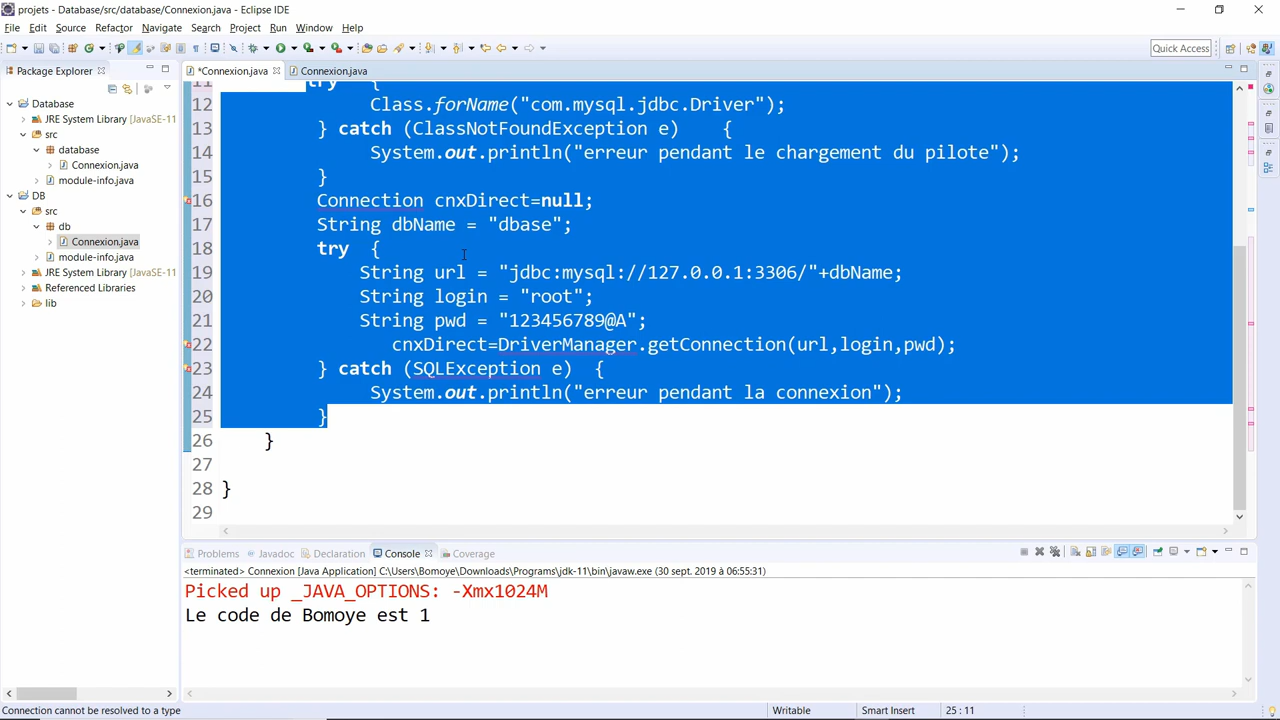 projets - Database/src/database/Connexion.java - Eclipse IDE
File Edit Source Refactor Navigate Search Project Run Window Help
Quick Access
Package Explorer
*Connexion.java
Connexion.java
Database
JRE System Library [JavaSE-11
src
database
Connexion.java
module-info.java
DB
src
db
Connexion.java
module-info.java
JRE System Library [JavaSE-11
Referenced Libraries
lib
11 try {
12 Class.forName("com.mysql.jdbc.Driver");
13 } catch (ClassNotFoundException e) {
14 System.out.println("erreur pendant le chargement du pilote");
15 }
16 Connection cnxDirect=null;
17 String dbName = "dbase";
18 try {
19 String url = "jdbc:mysql://127.0.0.1:3306/"+dbName;
20 String login = "root";
21 String pwd = "123456789@A";
22 cnxDirect=DriverManager.getConnection(url,login,pwd);
23 } catch (SQLException e) {
24 System.out.println("erreur pendant la connexion");
25 }
26 }
27
28 }
29
Problems Javadoc Declaration Console Coverage
<terminated> Connexion [Java Application] C:\Users\Bomoye\Downloads\Programs\jdk-11\bin\javaw.exe (30 sept. 2019 à 06:55:31)
Picked up _JAVA_OPTIONS: -Xmx1024M
Le code de Bomoye est 1
Connection cannot be resolved to a type
Writable
Smart Insert
25 : 11